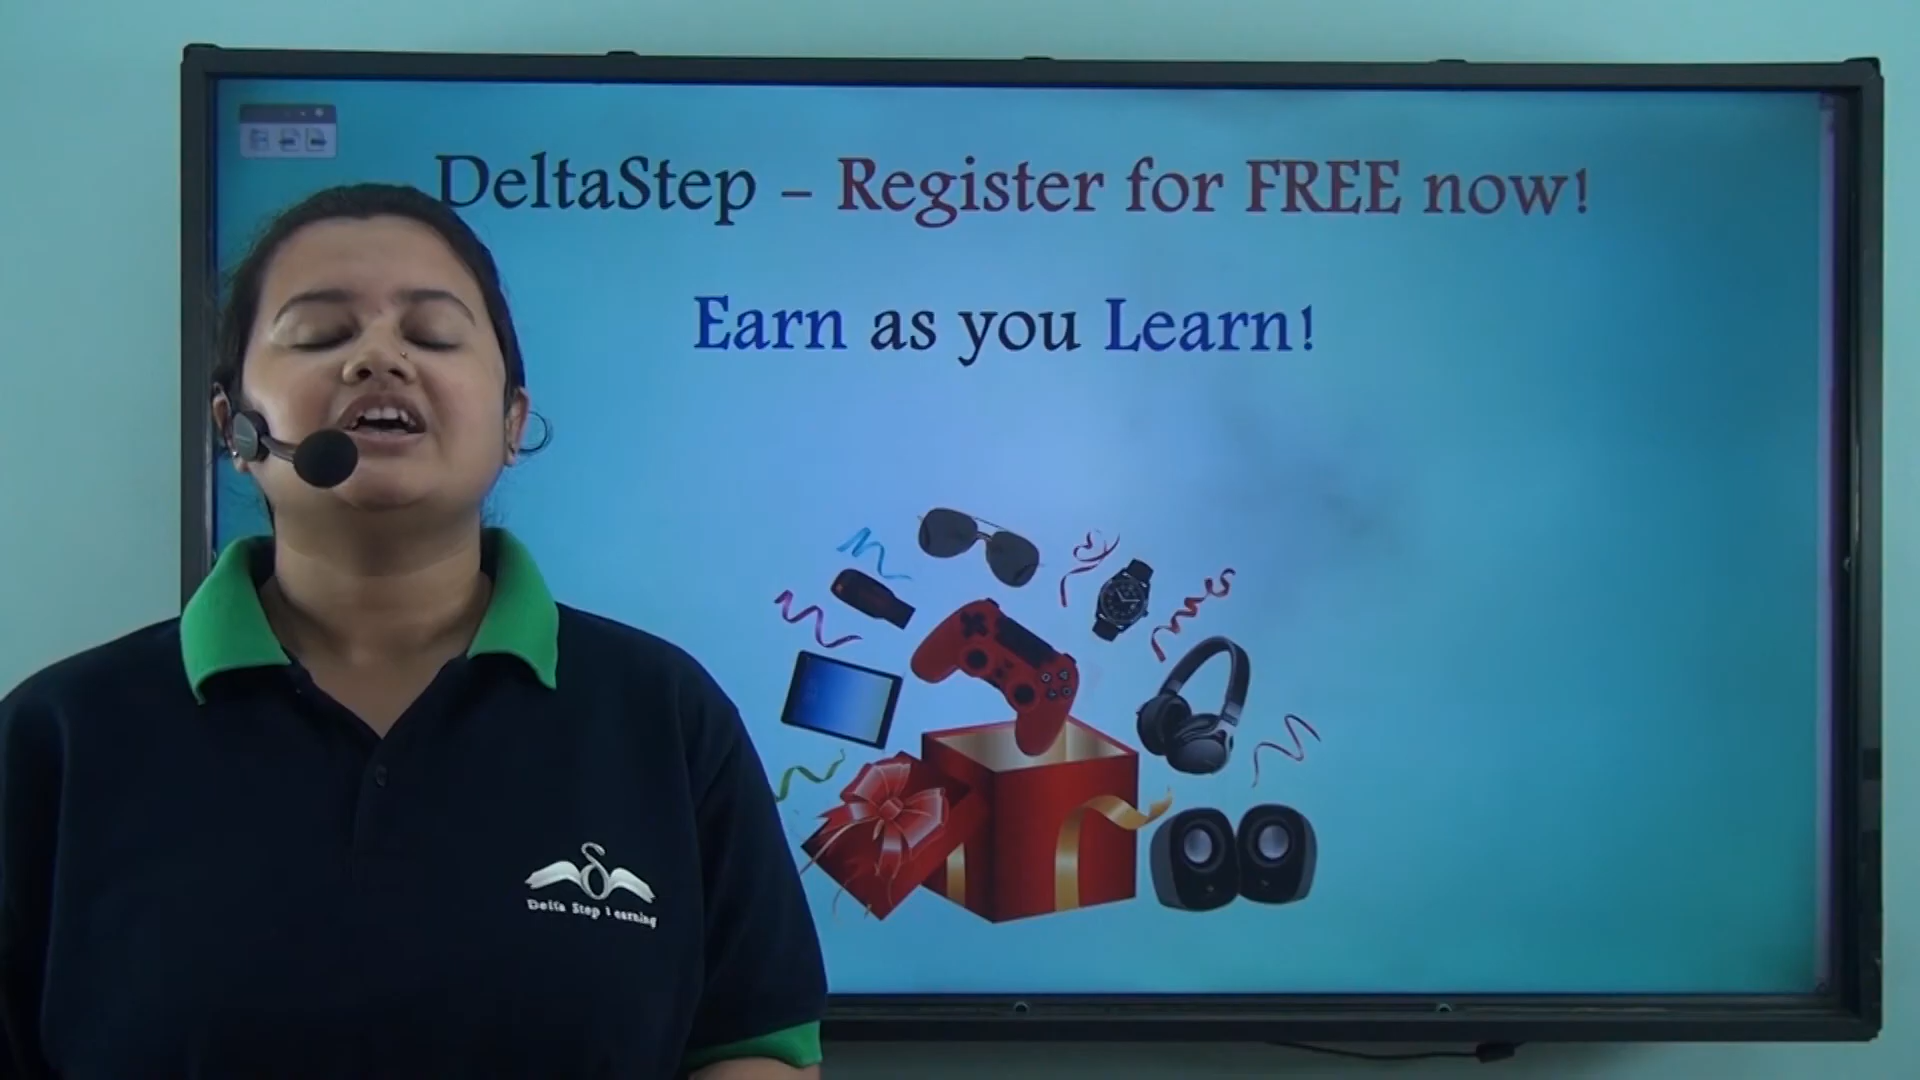 DeltaStep - Register for FREE now!
Earn as you Learn!
Delta Step Learning